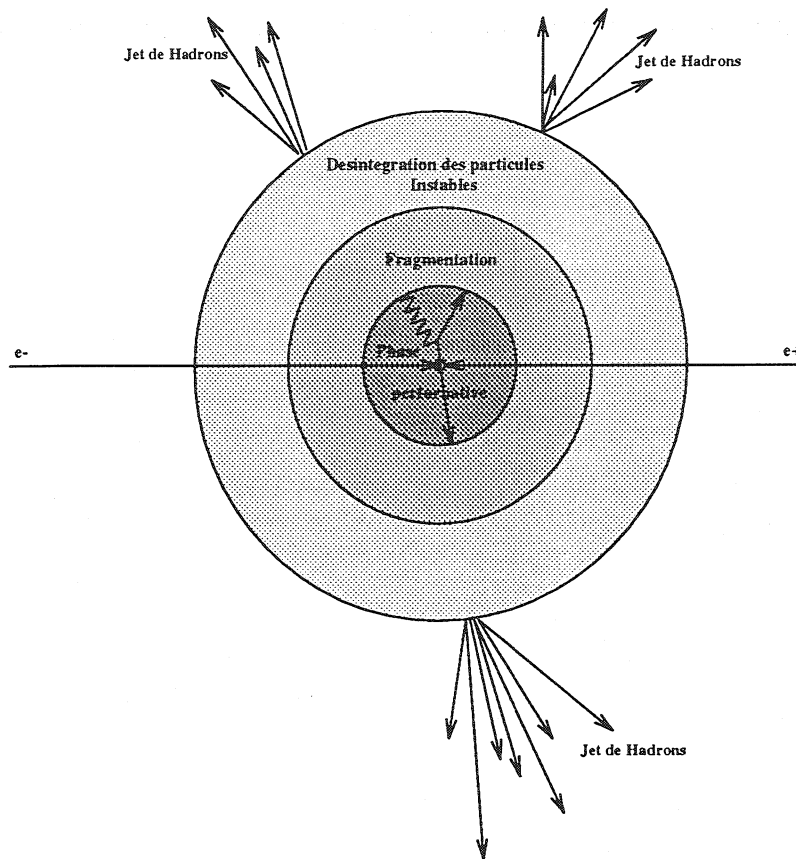 Jet de Hadrons
Jet de Hadrons
Desintegration des particules
Instables
Fragmentation
e-
e+
Phase
perturbative
Jet de Hadrons